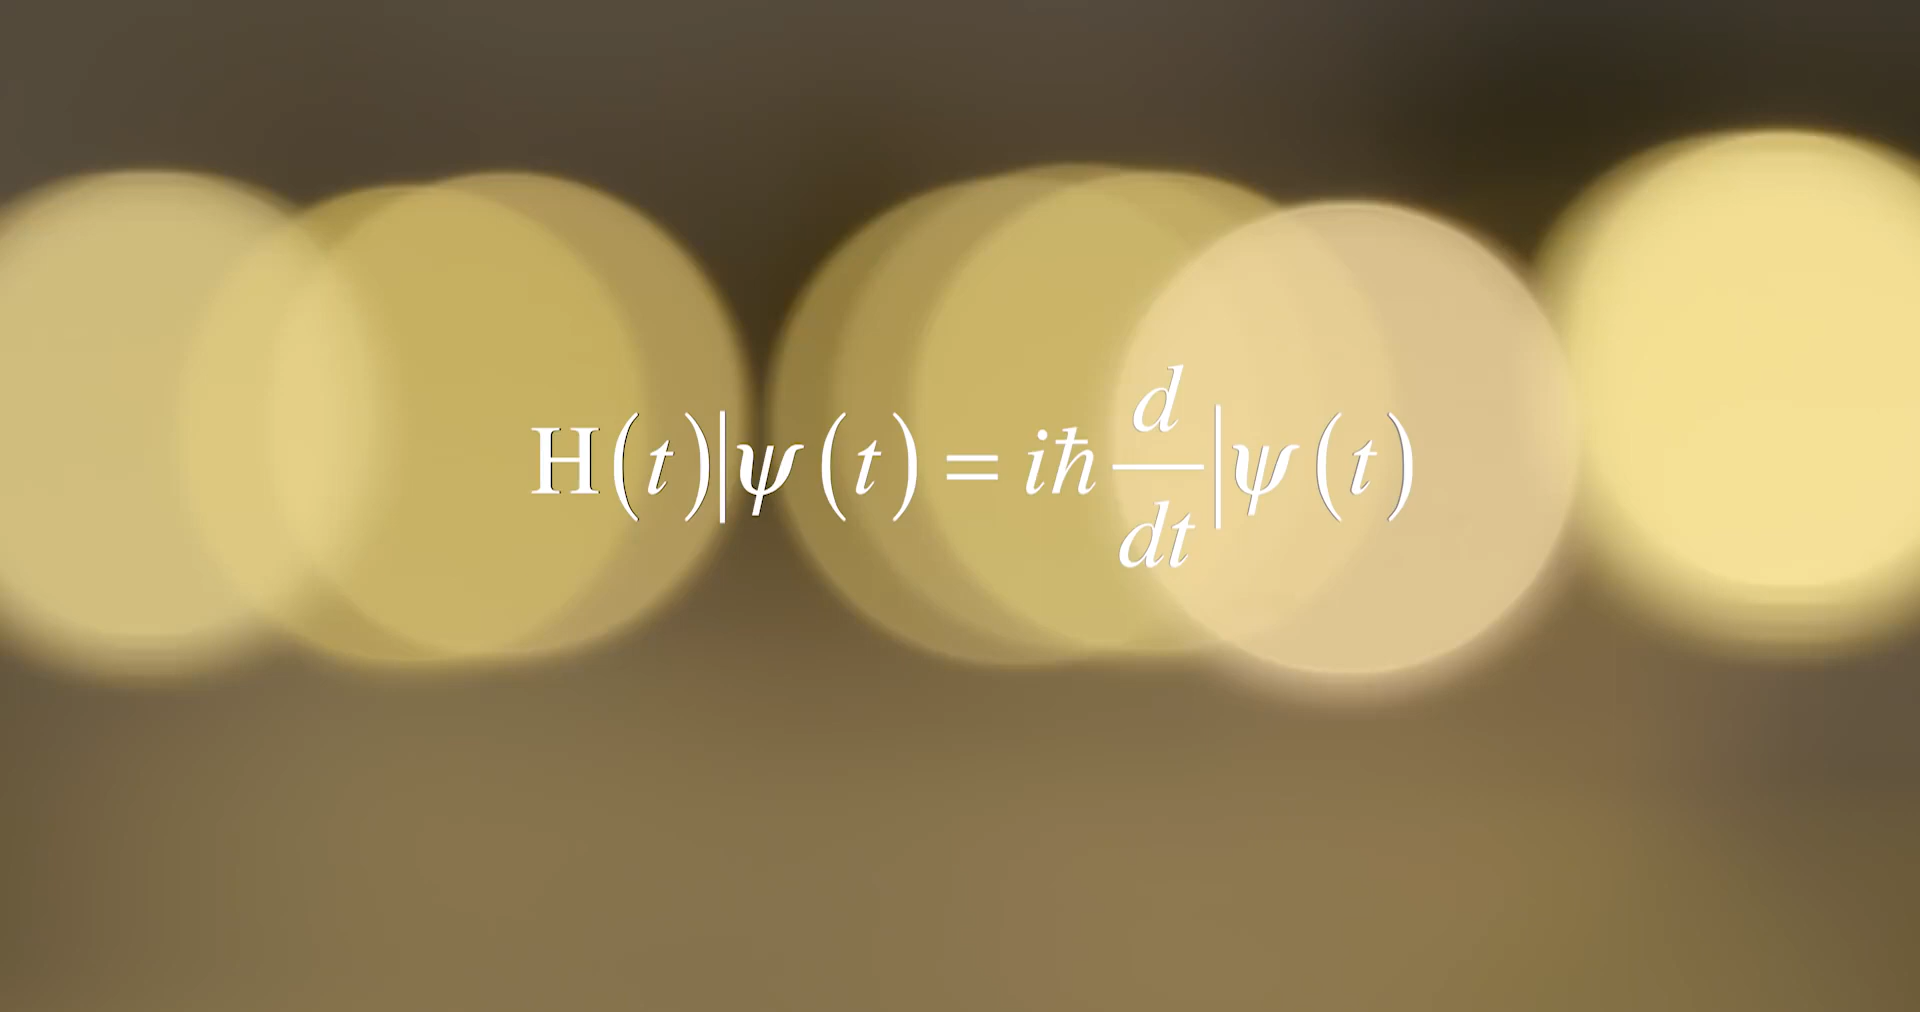 H(t)|ψ(t) = iħ d/dt |ψ(t)